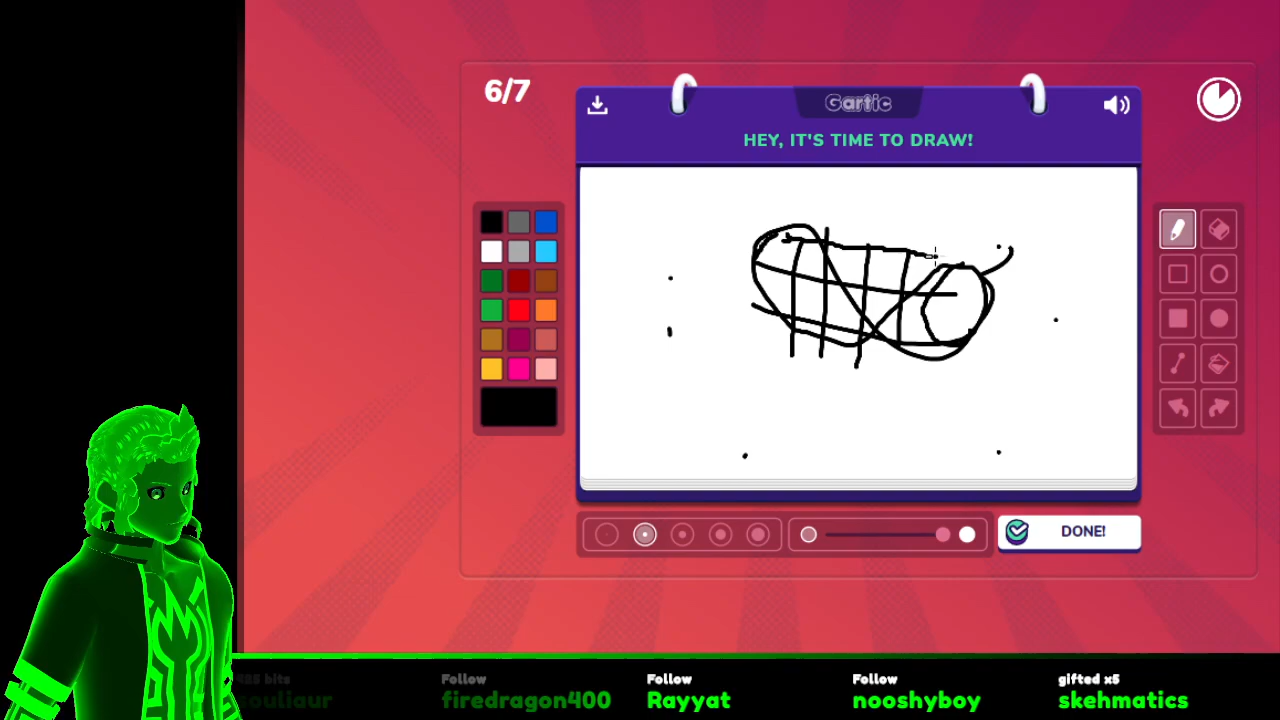 6/7
Gartic
HEY, IT'S TIME TO DRAW!
DONE!
Follow
firedragon400
Follow
Rayyat
Follow
nooshyboy
gifted x5
skehmatics